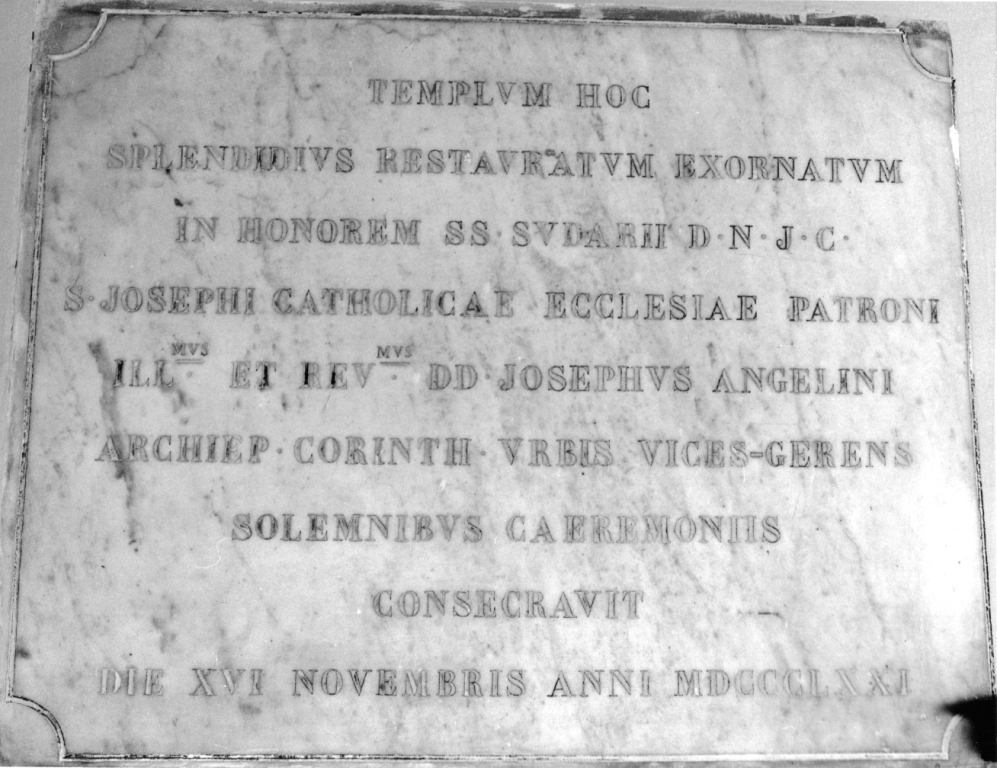 TEMPLVM HOC
SPLENDIDIVS RESTAVRATVM EXORNATVM
IN HONOREM SS·SVDARII D·N·J·C·
S·JOSEPHI CATHOLICAE ECCLESIAE PATRONI
ILL·MVS ET REV·MVS DD·JOSEPHVS ANGELINI
ARCHIEP·CORINTH·VRBIS VICES-GERENS
SOLEMNIBVS CAEREMONIIS
CONSECRAVIT
DIE XVI NOVEMBRIS ANNI MDCCCLXXI